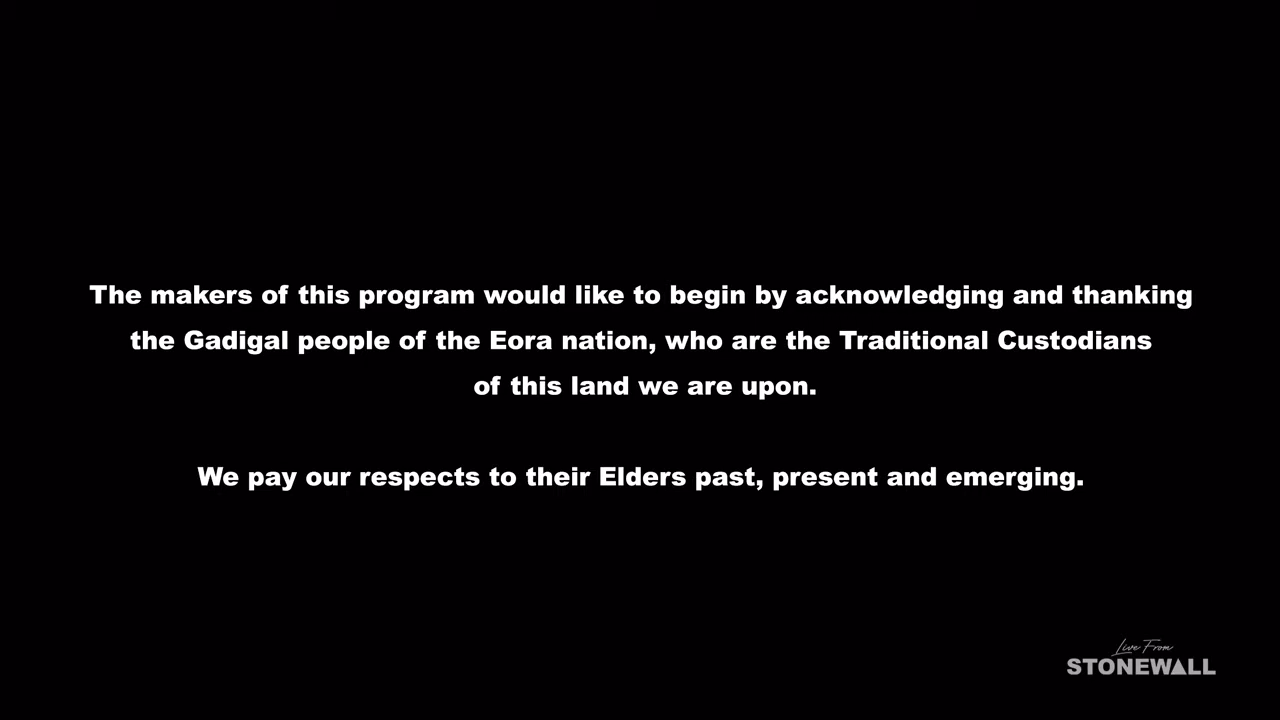 The makers of this program would like to begin by acknowledging and thanking
the Gadigal people of the Eora nation, who are the Traditional Custodians
of this land we are upon.
We pay our respects to their Elders past, present and emerging.
Live From
STONEWALL